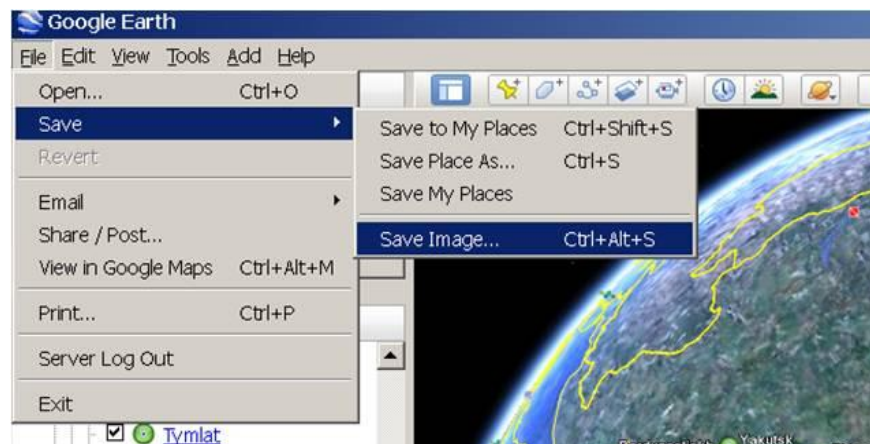 Google Earth
File Edit View Tools Add Help
Open... Ctrl+O
Save
Save to My Places Ctrl+Shift+S
Revert
Save Place As... Ctrl+S
Save My Places
Email
Share / Post...
Save Image... Ctrl+Alt+S
View in Google Maps Ctrl+Alt+M
Print... Ctrl+P
Server Log Out
Exit
Tymlat
Yakutsk